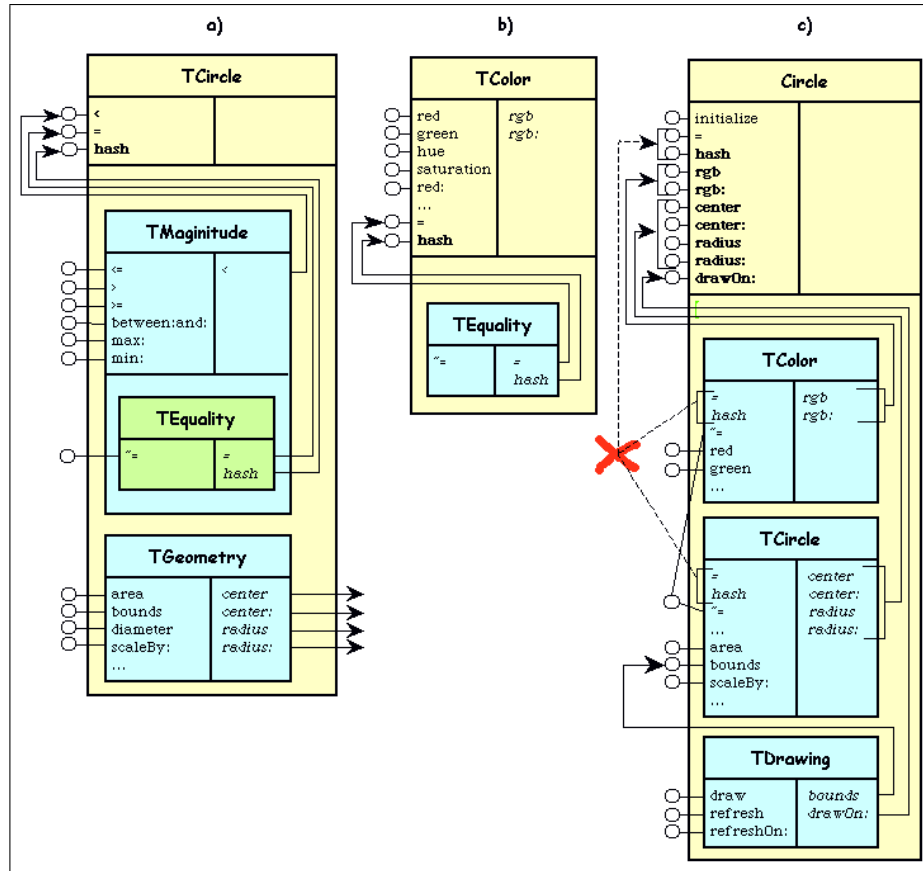 a)
TCircle
<
=
hash
TMaginitude
<= <
>
>=
between:and:
max:
min:
TEquality
~= =
hash
TGeometry
area center
bounds center:
diameter radius
scaleBy: radius:
...
b)
TColor
red rgb
green rgb:
hue
saturation
red:
...
=
hash
TEquality
~= =
hash
c)
Circle
initialize
=
hash
rgb
rgb:
center
center:
radius
radius:
drawOn:
TColor
= rgb
hash rgb:
~=
red
green
...
TCircle
= center
hash center:
~= radius
... radius:
area
bounds
scaleBy:
...
TDrawing
draw bounds
refresh drawOn:
refreshOn: